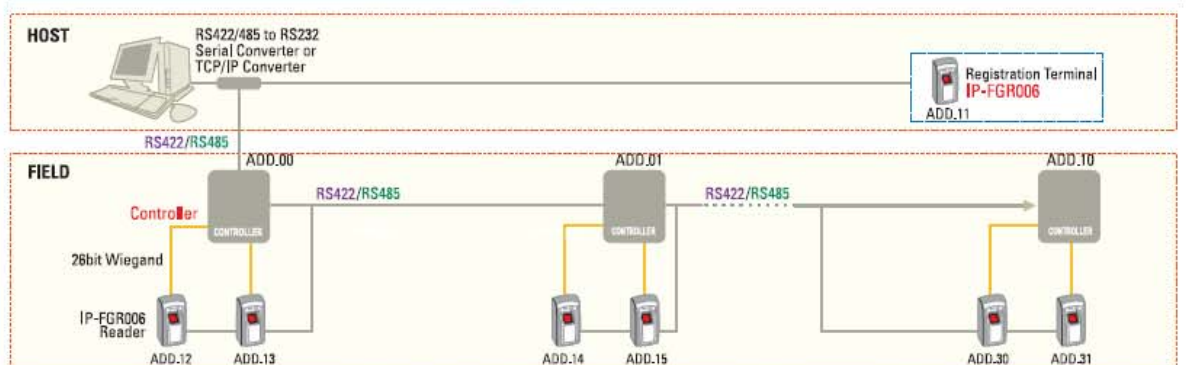 HOST
RS422/485 to RS232
Serial Converter or
TCP/IP Converter
Registration Terminal
IP-FGR006
ADD.11
RS422/RS485
FIELD
ADD.00
ADD.01
ADD.10
RS422/RS485
RS422/RS485
Controller
CONTROLLER
CONTROLLER
CONTROLLER
26bit Wiegand
IP-FGR006
Reader
ADD.12
ADD.13
ADD.14
ADD.15
ADD.30
ADD.31